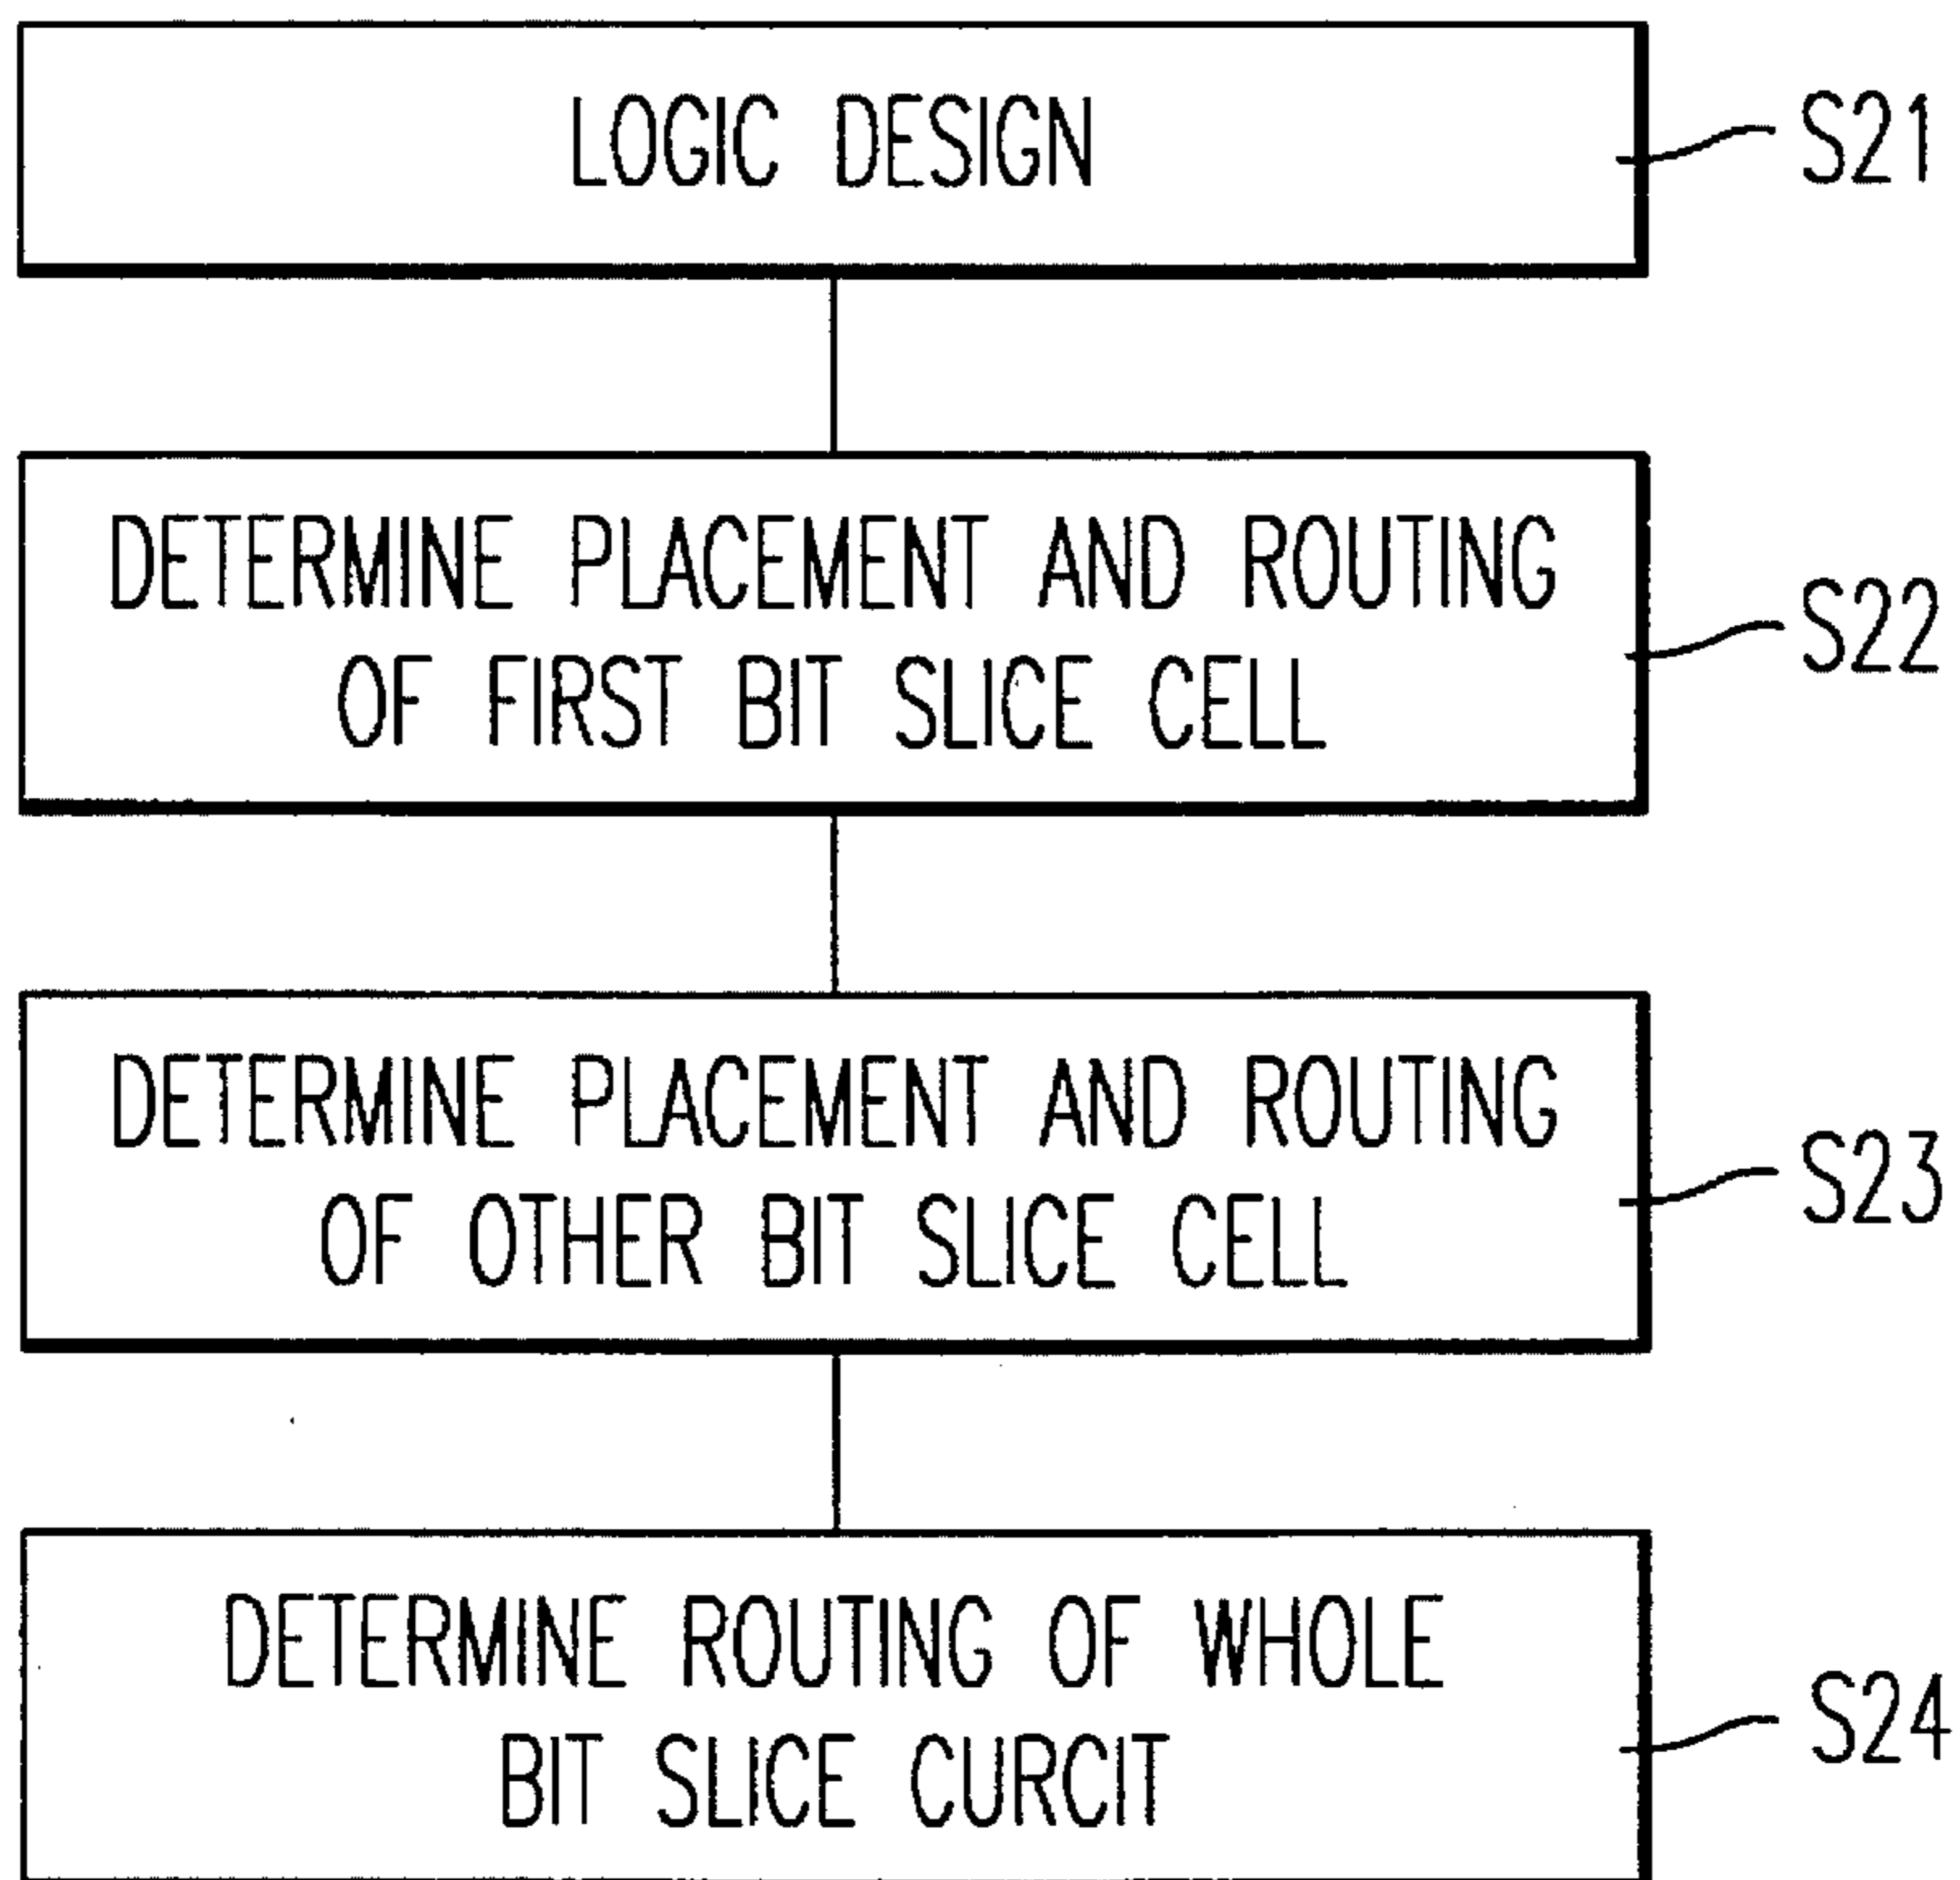 LOGIC DESIGN
S21
DETERMINE PLACEMENT AND ROUTING
OF FIRST BIT SLICE CELL
S22
DETERMINE PLACEMENT AND ROUTING
OF OTHER BIT SLICE CELL
S23
DETERMINE ROUTING OF WHOLE
BIT SLICE CURCIT
S24